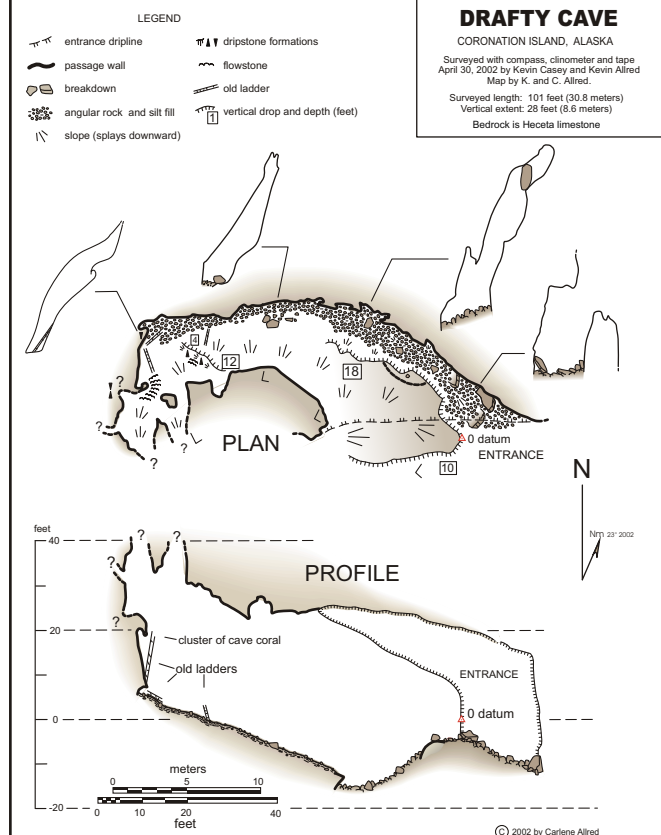 LEGEND
entrance dripline
dripstone formations
passage wall
flowstone
breakdown
old ladder
angular rock and silt fill
1
vertical drop and depth (feet)
slope (splays downward)
DRAFTY CAVE
CORONATION ISLAND, ALASKA
Surveyed with compass, clinometer and tape
April 30, 2002 by Kevin Casey and Kevin Allred
Map by K. and C. Allred.
Surveyed length: 101 feet (30.8 meters)
Vertical extent: 28 feet (8.6 meters)
Bedrock is Heceta limestone
4
12
18
?
?
?
?
PLAN
0 datum
ENTRANCE
10
N
Nm 23° 2002
feet
40
? ?
?
PROFILE
?
20
cluster of cave coral
old ladders
ENTRANCE
0 datum
0
meters
0 5 10
-20
0 10 20 40
feet
© 2002 by Carlene Allred